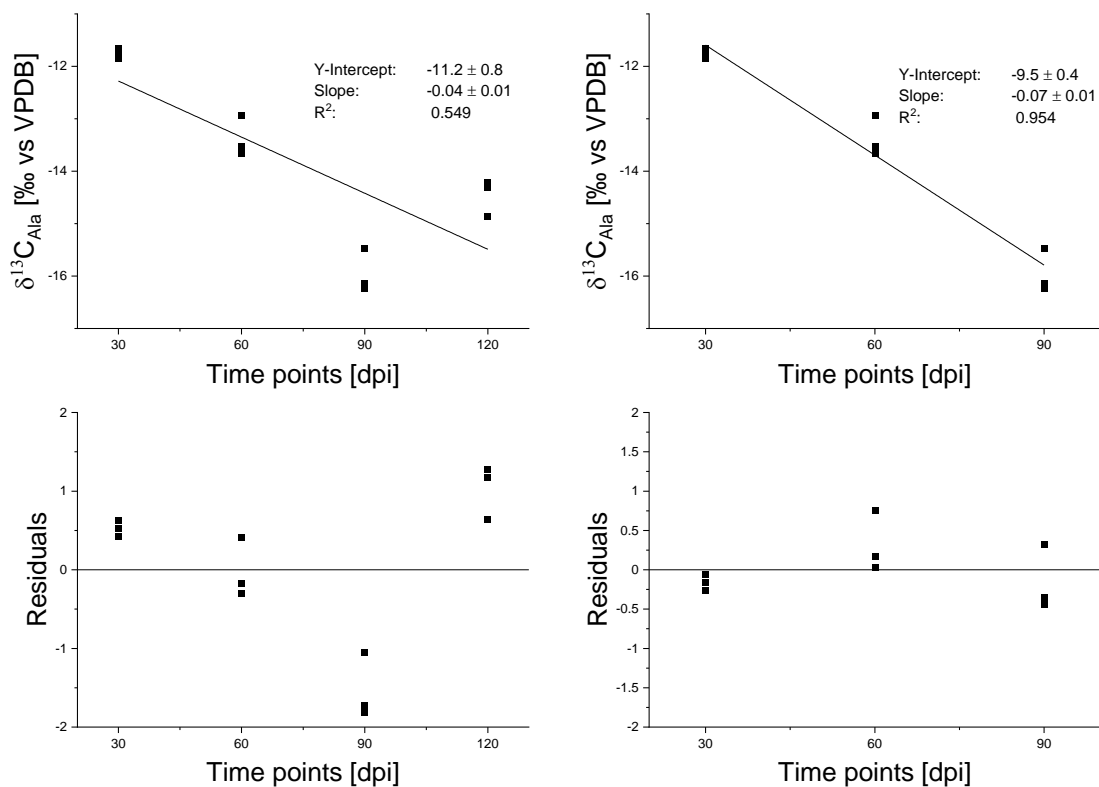 -12
-14
-16
δ¹³C_Ala [‰ vs VPDB]
Y-Intercept: -11.2 ± 0.8
Slope: -0.04 ± 0.01
R²: 0.549
30 60 90 120
Time points [dpi]
-12
-14
-16
δ¹³C_Ala [‰ vs VPDB]
Y-Intercept: -9.5 ± 0.4
Slope: -0.07 ± 0.01
R²: 0.954
30 60 90
Time points [dpi]
2
1
0
-1
-2
Residuals
30 60 90 120
Time points [dpi]
2
1.5
1
0.5
0
-0.5
-1
-1.5
-2
Residuals
30 60 90
Time points [dpi]